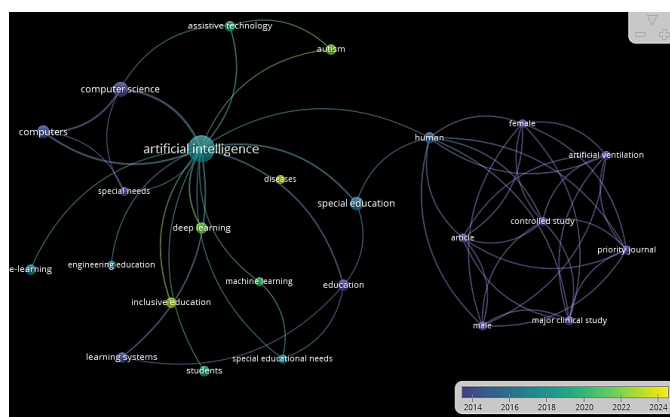 assistive technology
autism
computer science
female
computers
human
artificial intelligence
artificial ventilation
diseases
special needs
special education
controlled study
deep learning
article
priority journal
engineering education
e-learning
machine learning
education
inclusive education
major clinical study
male
learning systems
special educational needs
students
2014 2016 2018 2020 2022 2024